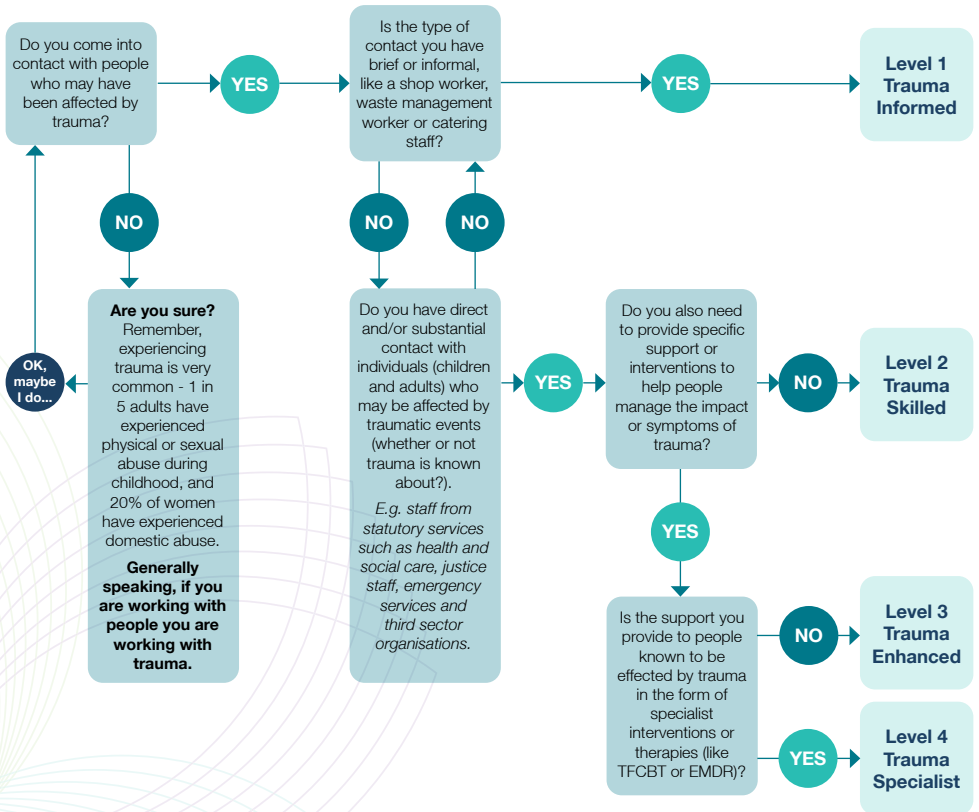 Do you come into
contact with people
who may have
been affected by
trauma?
YES
Is the type of
contact you have
brief or informal,
like a shop worker,
waste management
worker or catering
staff?
YES
Level 1
Trauma
Informed
NO
NO
NO
Are you sure?
Remember,
experiencing
trauma is very
common - 1 in
5 adults have
experienced
physical or sexual
abuse during
childhood, and
20% of women
have experienced
domestic abuse.
Generally
speaking, if you
are working with
people you are
working with
trauma.
OK,
maybe
I do...
Do you have direct
and/or substantial
contact with
individuals (children
and adults) who
may be affected by
traumatic events
(whether or not
trauma is known
about?).
E.g. staff from
statutory services
such as health and
social care, justice
staff, emergency
services and
third sector
organisations.
YES
Do you also need
to provide specific
support or
interventions to
help people
manage the impact
or symptoms of
trauma?
NO
Level 2
Trauma
Skilled
YES
Is the support you
provide to people
known to be
effected by trauma
in the form of
specialist
interventions or
therapies (like
TFCBT or EMDR)?
NO
Level 3
Trauma
Enhanced
YES
Level 4
Trauma
Specialist